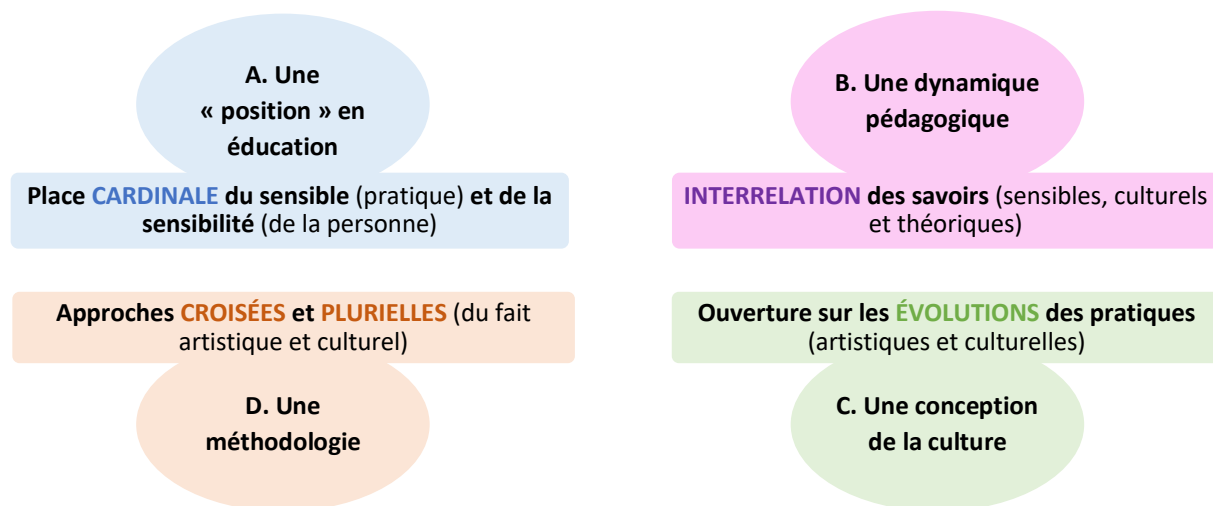 A. Une
« position » en
éducation
Place CARDINALE du sensible (pratique) et de la
sensibilité (de la personne)
B. Une dynamique
pédagogique
INTERRELATION des savoirs (sensibles, culturels
et théoriques)
Approches CROISÉES et PLURIELLES (du fait
artistique et culturel)
D. Une
méthodologie
Ouverture sur les ÉVOLUTIONS des pratiques
(artistiques et culturelles)
C. Une conception
de la culture